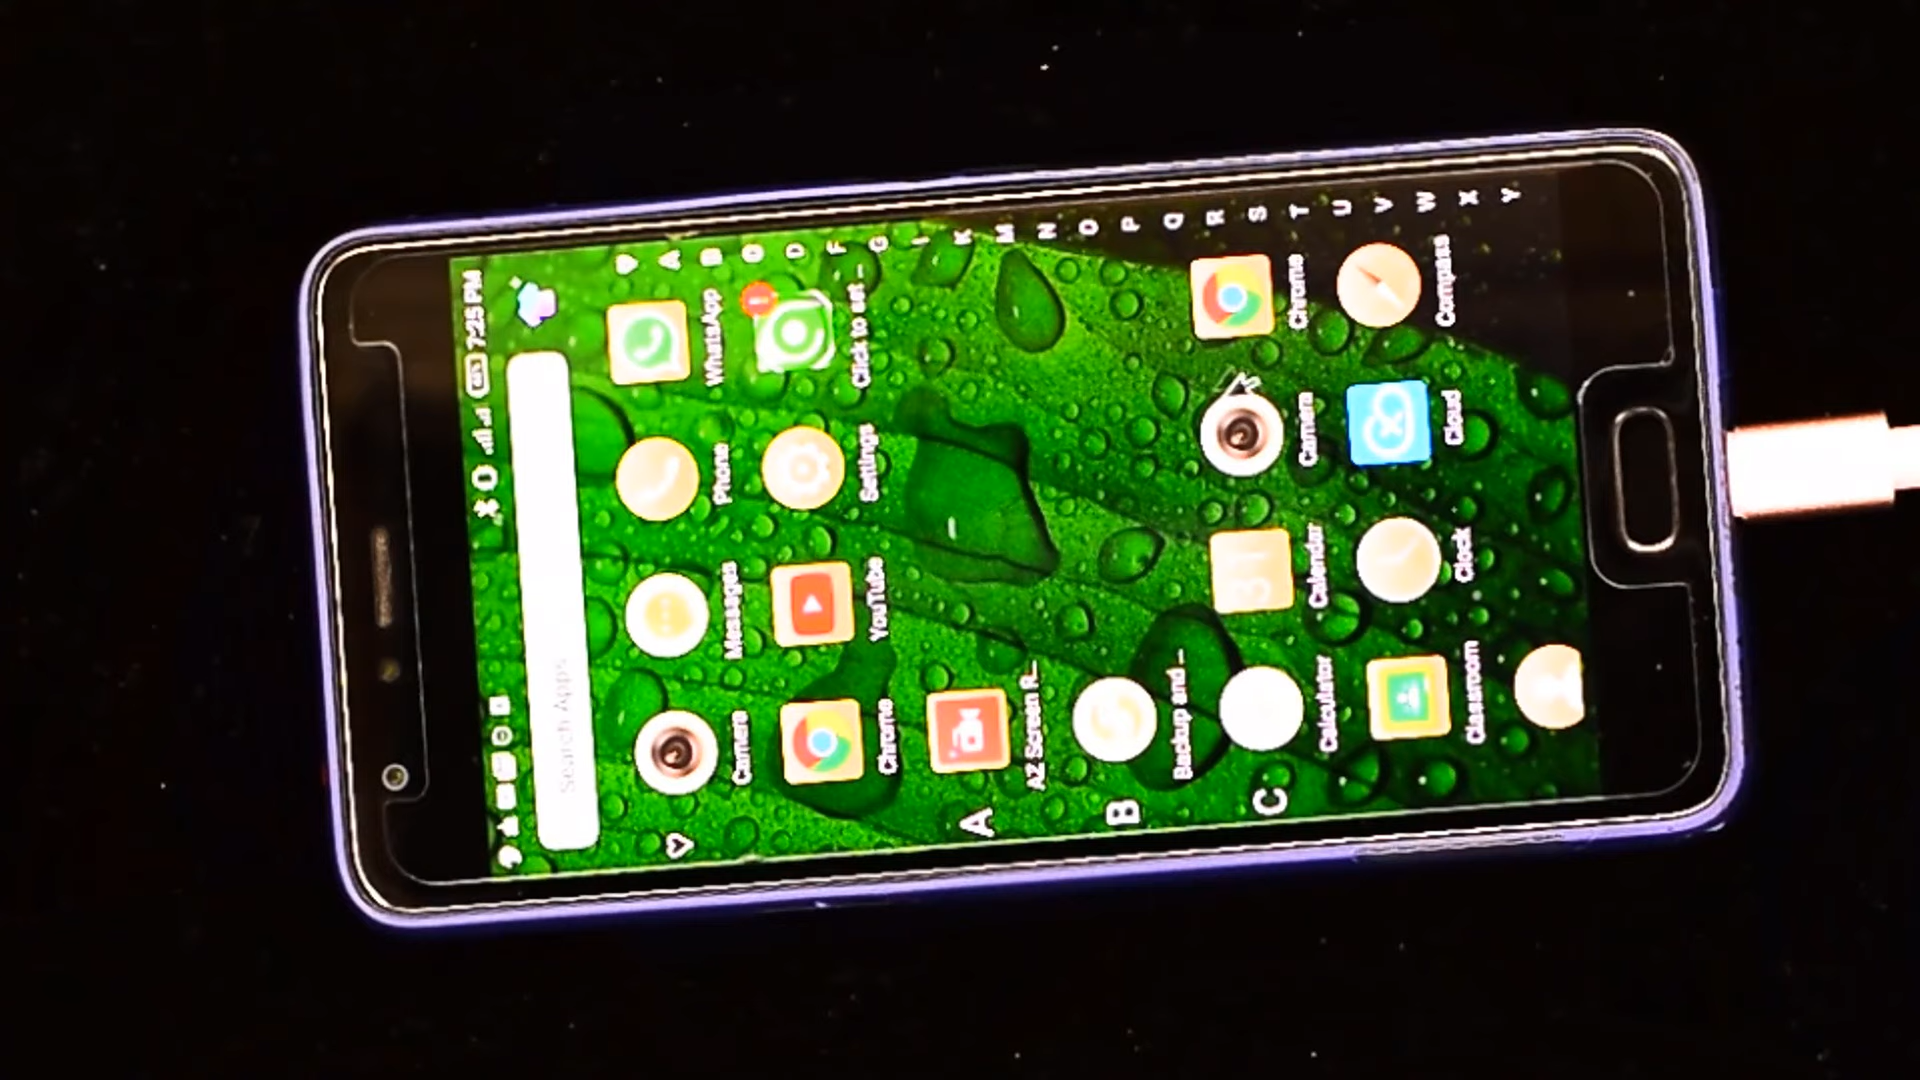 7:25 PM
Search Apps
Camera Messages Phone WhatsApp
Chrome YouTube Settings Click to set ..
A
AZ Screen R...
B
Backup and ...
C
Calculator Calendar Camera Chrome
Classroom Clock Cloud Compass
A
B
D
F
G
I
K
M
N
O
P
Q
R
S
T
U
V
W
X
Y